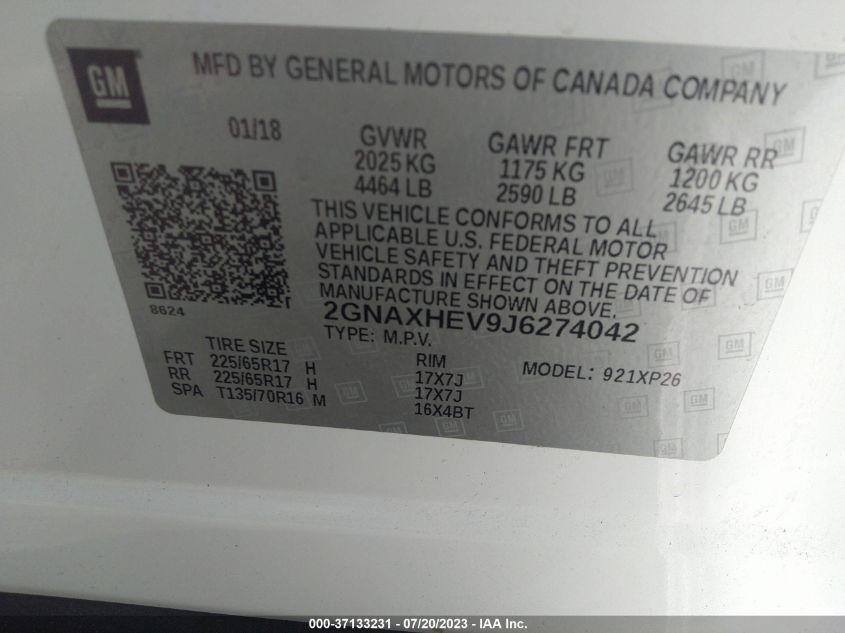 GM
MFD BY GENERAL MOTORS OF CANADA COMPANY
01/18
GVWR
2025 KG
4464 LB
GAWR FRT
1175 KG
2590 LB
GAWR RR
1200 KG
2645 LB
THIS VEHICLE CONFORMS TO ALL
APPLICABLE U.S. FEDERAL MOTOR
VEHICLE SAFETY AND THEFT PREVENTION
STANDARDS IN EFFECT ON THE DATE OF
MANUFACTURE SHOWN ABOVE.
8624
2GNAXHEV9J6274042
TYPE: M.P.V.
TIRE SIZE RIM
FRT 225/65R17 H 17X7J
RR 225/65R17 H 17X7J
SPA T135/70R16 M 16X4BT
MODEL: 921XP26
000-37133231 - 07/20/2023 - IAA Inc.